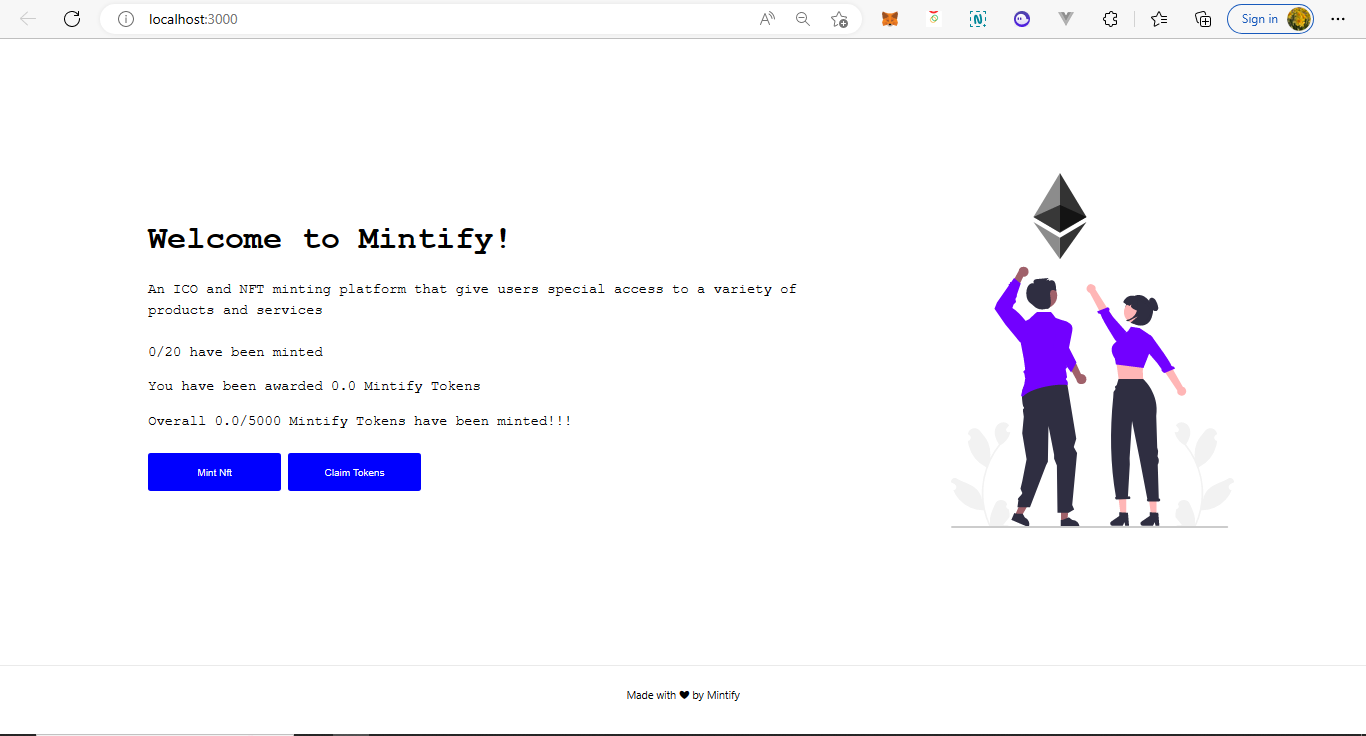 localhost:3000
Sign in
Welcome to Mintify!
An ICO and NFT minting platform that give users special access to a variety of
products and services
0/20 have been minted
You have been awarded 0.0 Mintify Tokens
Overall 0.0/5000 Mintify Tokens have been minted!!!
Mint Nft
Claim Tokens
Made with ❤ by Mintify